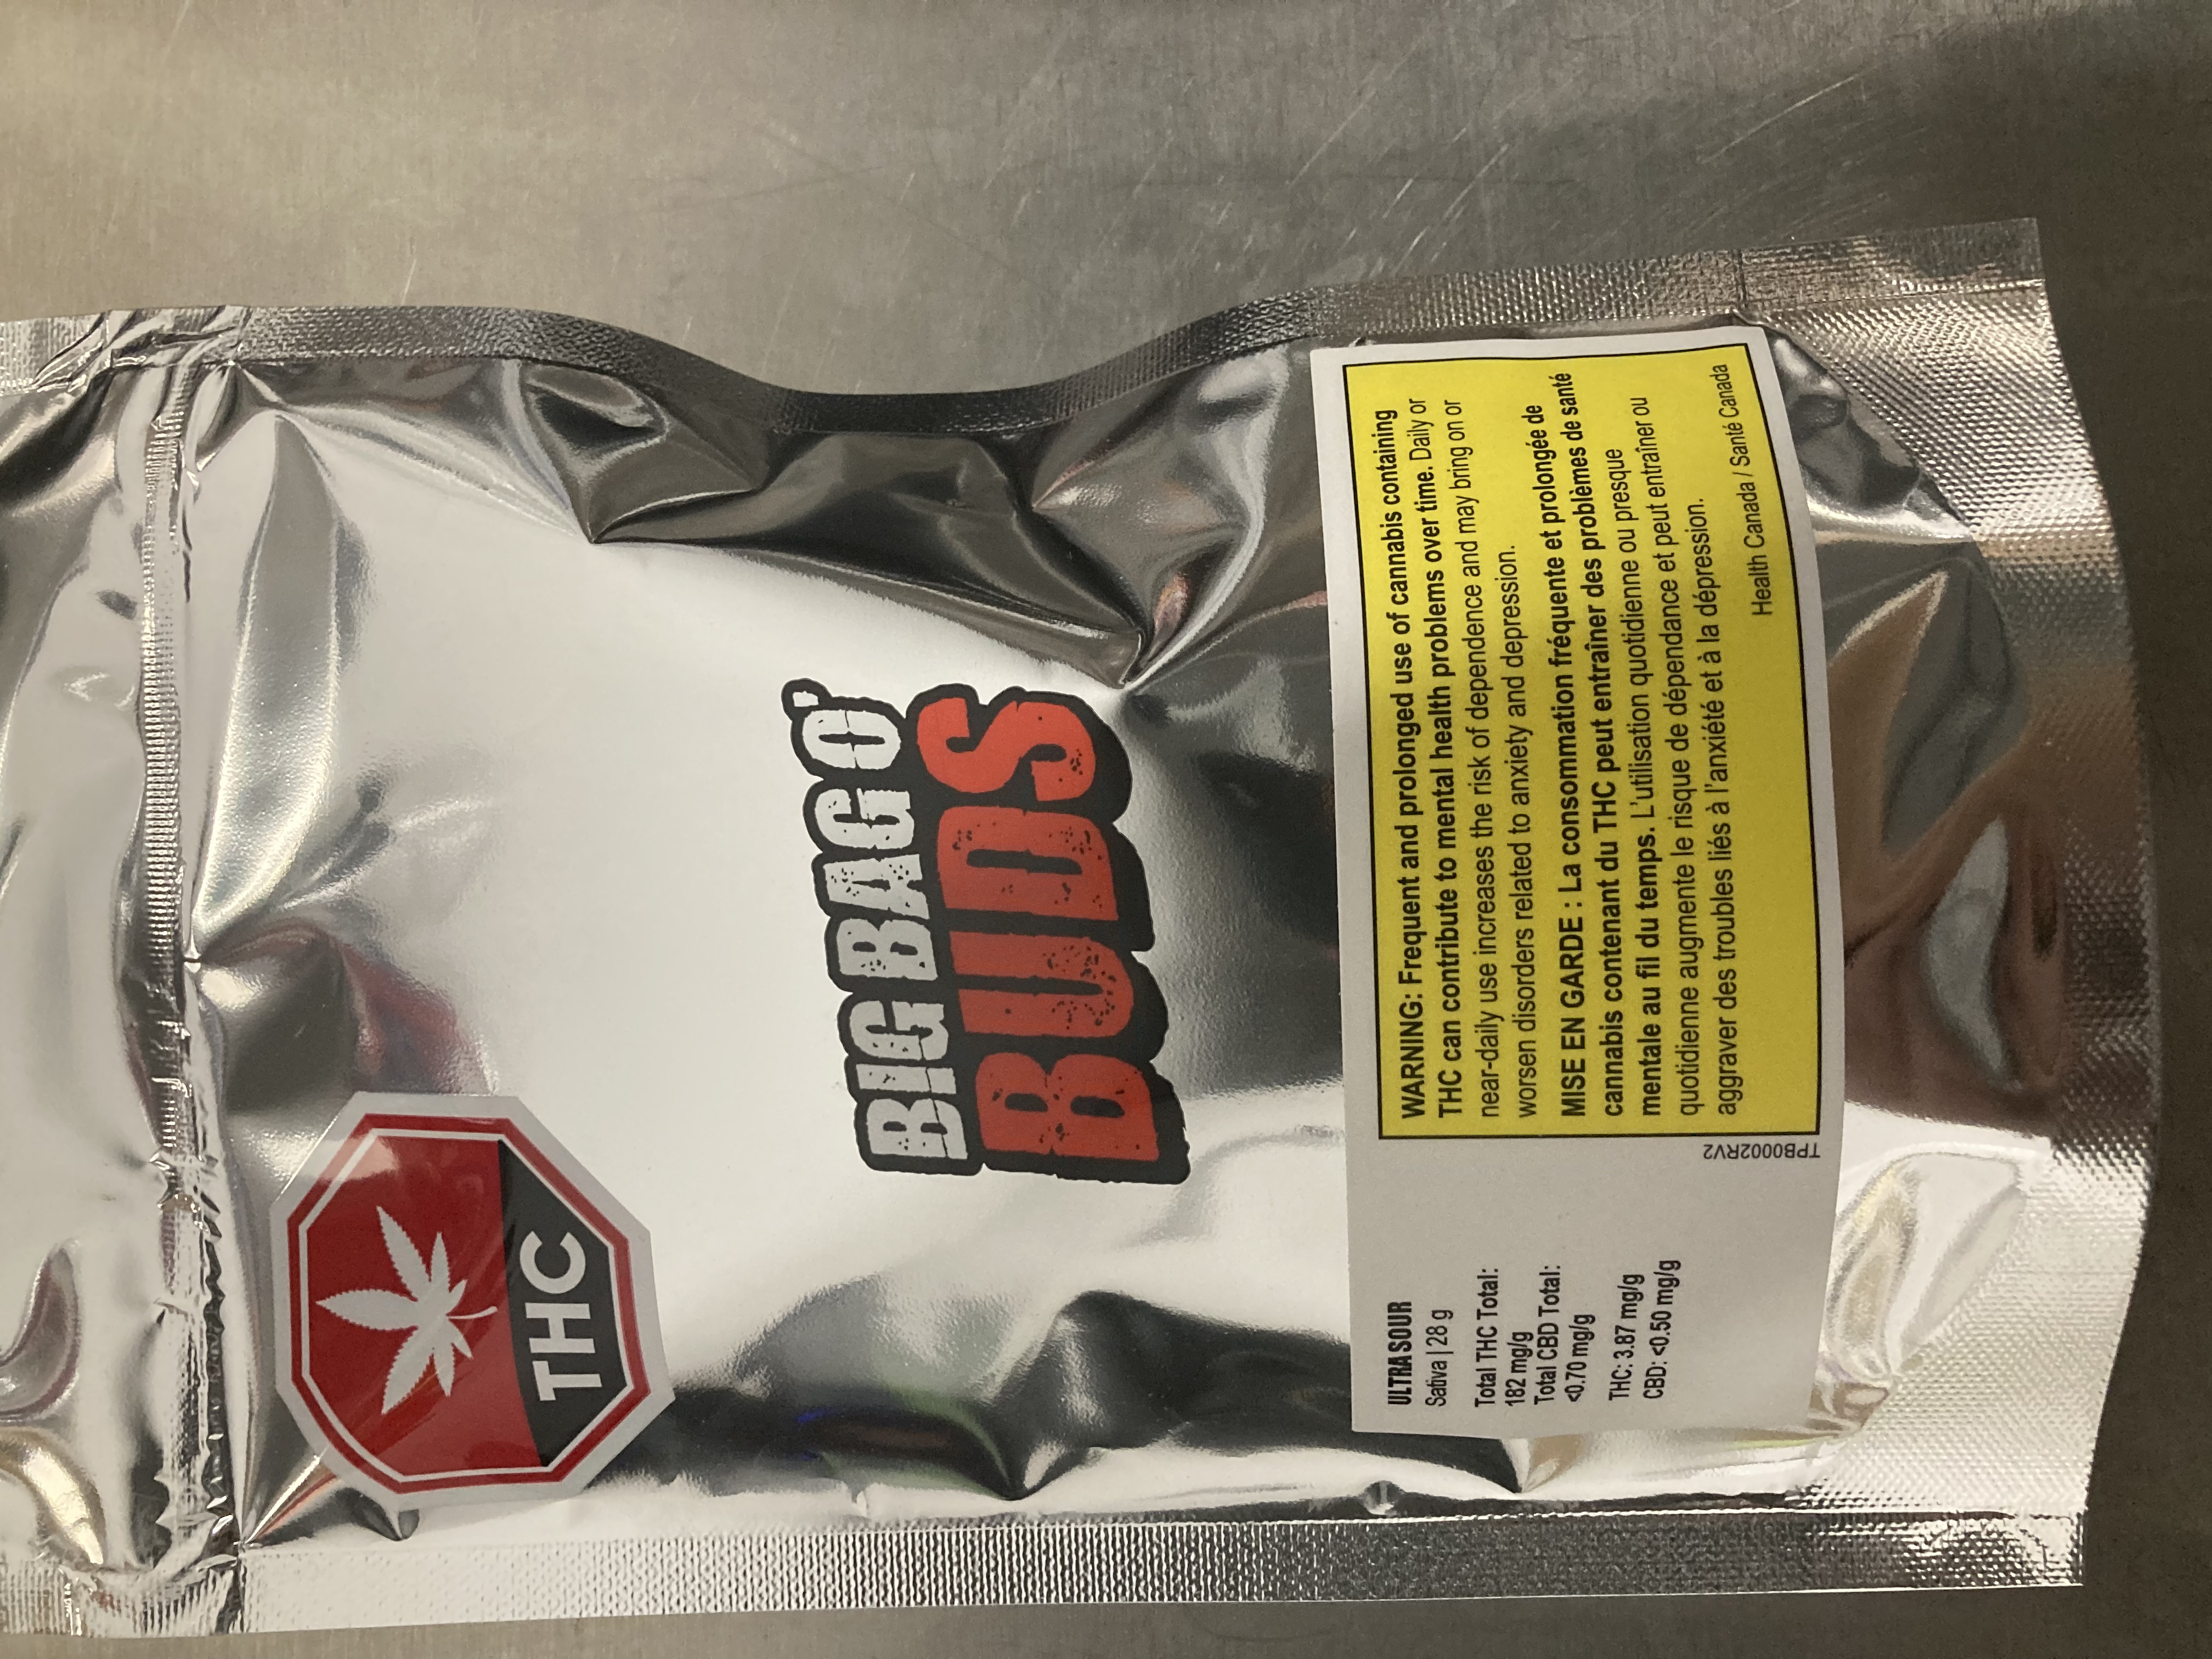 THC
BIG BAG O'
BUDS
ULTRA SOUR
Sativa | 28 g
Total THC Total:
182 mg/g
Total CBD Total:
<0.70 mg/g
THC: 3.87 mg/g
CBD: <0.50 mg/g
TPB0002RV2
WARNING: Frequent and prolonged use of cannabis containing
THC can contribute to mental health problems over time. Daily or
near-daily use increases the risk of dependence and may bring on or
worsen disorders related to anxiety and depression.
MISE EN GARDE : La consommation fréquente et prolongée de
cannabis contenant du THC peut entraîner des problèmes de santé
mentale au fil du temps. L'utilisation quotidienne ou presque
quotidienne augmente le risque de dépendance et peut entraîner ou
aggraver des troubles liés à l'anxiété et à la dépression.
Health Canada / Santé Canada